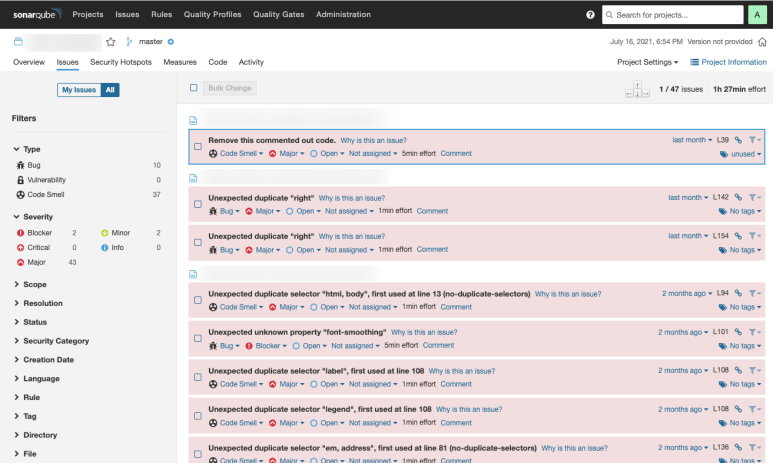 sonarqube Projects Issues Rules Quality Profiles Quality Gates Administration ? Search for projects... A
master July 16, 2021, 6:54 PM Version not provided
Overview Issues Security Hotspots Measures Code Activity Project Settings Project Information
My Issues All Bulk Change 1 / 47 issues 1h 27min effort
Filters
Type
Bug 10
Vulnerability 0
Code Smell 37
Severity
Blocker 2 Minor 2
Critical 0 Info 0
Major 43
Scope
Resolution
Status
Security Category
Creation Date
Language
Rule
Tag
Directory
File
Remove this commented out code. Why is this an issue? last month L39
Code Smell Major Open Not assigned 5min effort Comment unused
Unexpected duplicate "right" Why is this an issue? last month L142
Bug Major Open Not assigned 1min effort Comment No tags
Unexpected duplicate "right" Why is this an issue? last month L154
Bug Major Open Not assigned 1min effort Comment No tags
Unexpected duplicate selector "html, body", first used at line 13 (no-duplicate-selectors) Why is this an issue? 2 months ago L94
Code Smell Major Open Not assigned 1min effort Comment No tags
Unexpected unknown property "font-smoothing" Why is this an issue? 2 months ago L101
Bug Blocker Open Not assigned 5min effort Comment No tags
Unexpected duplicate selector "label", first used at line 108 Why is this an issue? 2 months ago L108
Code Smell Major Open Not assigned 1min effort Comment No tags
Unexpected duplicate selector "legend", first used at line 108 Why is this an issue? 2 months ago L108
Code Smell Major Open Not assigned 1min effort Comment No tags
Unexpected duplicate selector "em, address", first used at line 81 (no-duplicate-selectors) Why is this an issue? 2 months ago L136
Code Smell Major Open Not assigned 1min effort Comment No tags